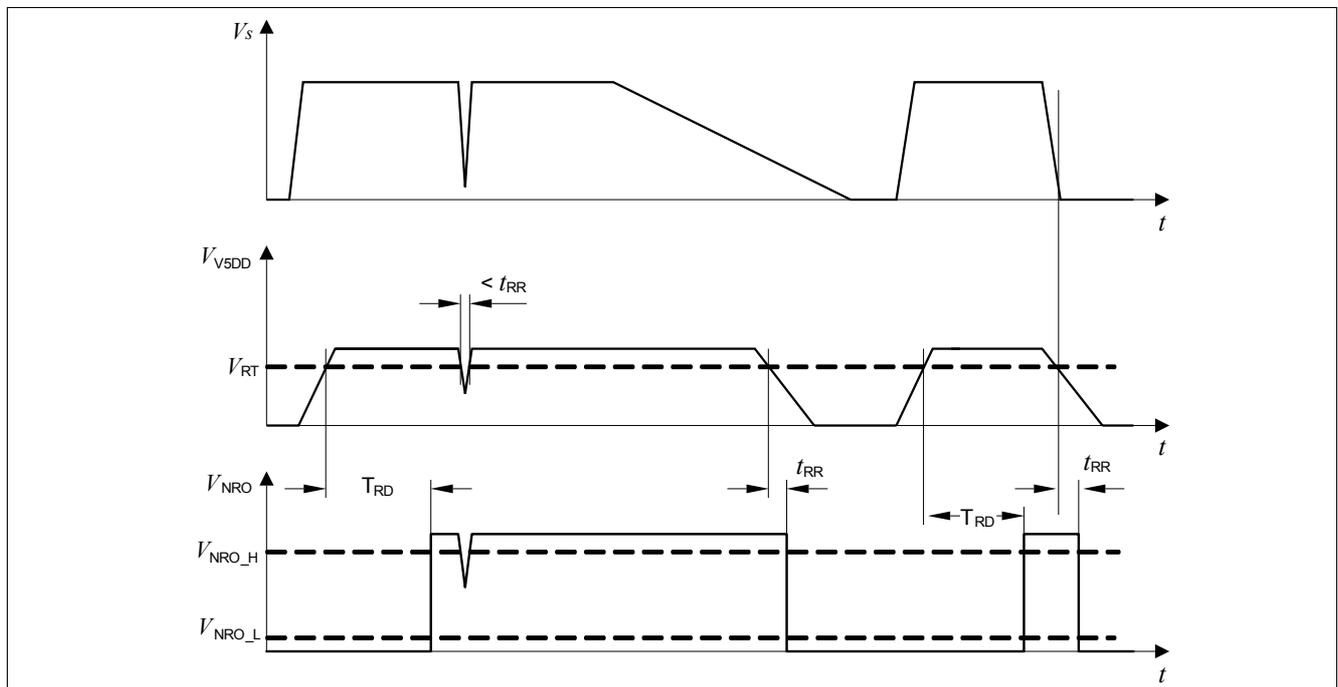 Vs
t
VV5DD
< tRR
VRT
t
VNRO
TRD
tRR
tRR
TRD
VNRO_H
VNRO_L
t